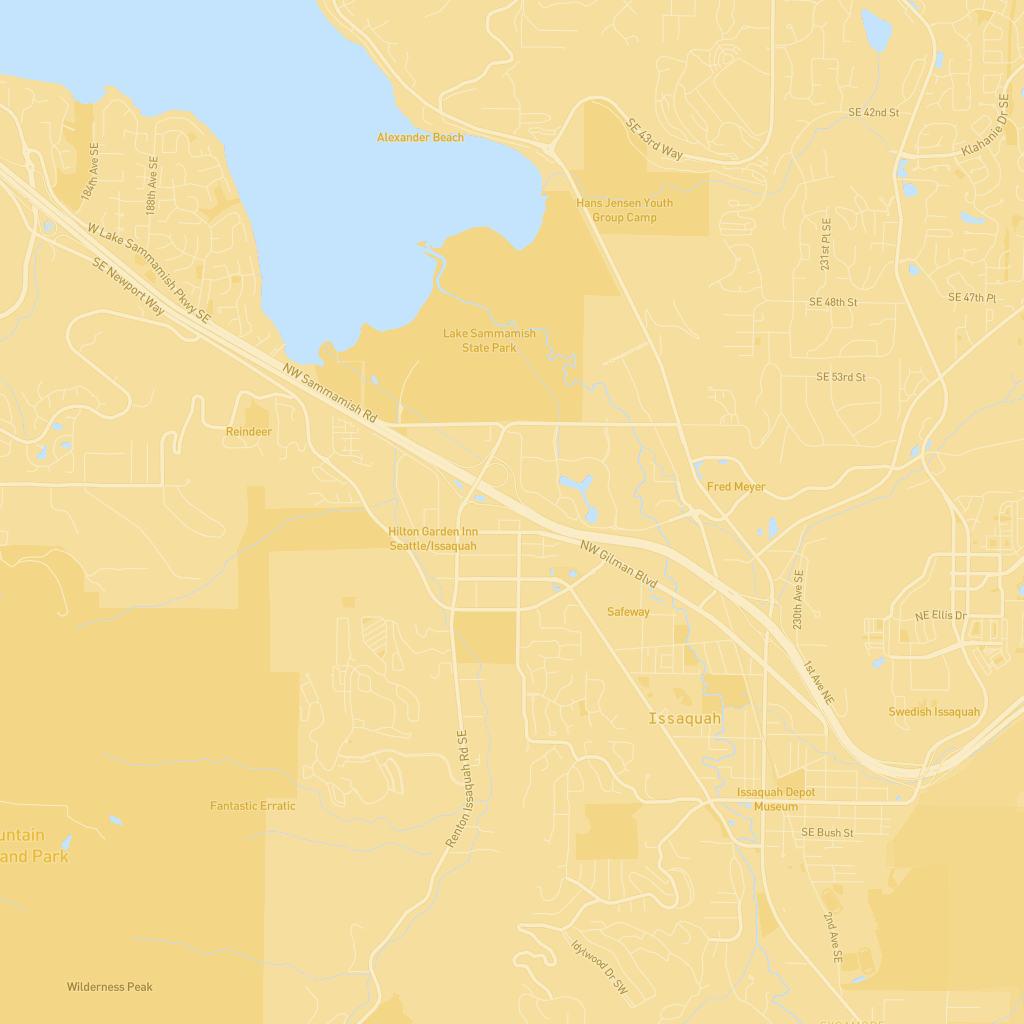 SE 42nd St
Klahanie Dr SE
SE 43rd Way
Alexander Beach
184th Ave SE
188th Ave SE
Hans Jensen Youth
Group Camp
231st Pl SE
W Lake Sammamish Pkwy SE
SE Newport Way
SE 47th Pl
SE 48th St
Lake Sammamish
State Park
SE 53rd St
NW Sammamish Rd
Reindeer
Fred Meyer
Hilton Garden Inn
Seattle/Issaquah
NW Gilman Blvd
230th Ave SE
Safeway
NE Ellis Dr
1st Ave NE
Swedish Issaquah
Issaquah
Renton Issaquah Rd SE
Fantastic Erratic
Issaquah Depot
Museum
SE Bush St
and Park
2nd Ave SE
Idylwood Dr SW
Wilderness Peak